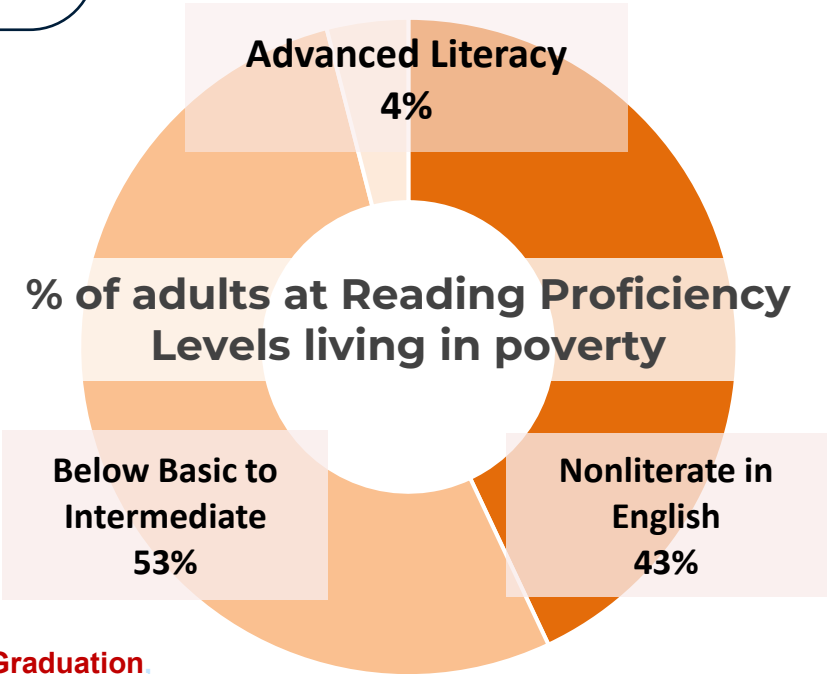 Advanced Literacy
4%
% of adults at Reading Proficiency
Levels living in poverty
Below Basic to
Intermediate
53%
Nonliterate in
English
43%
Graduation.